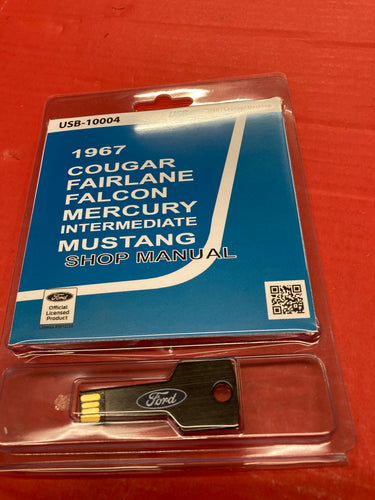 USB-10004
1967
COUGAR
FAIRLANE
FALCON
MERCURY
INTERMEDIATE
MUSTANG
SHOP MANUAL
Ford
Official
Licensed
Product
Ford